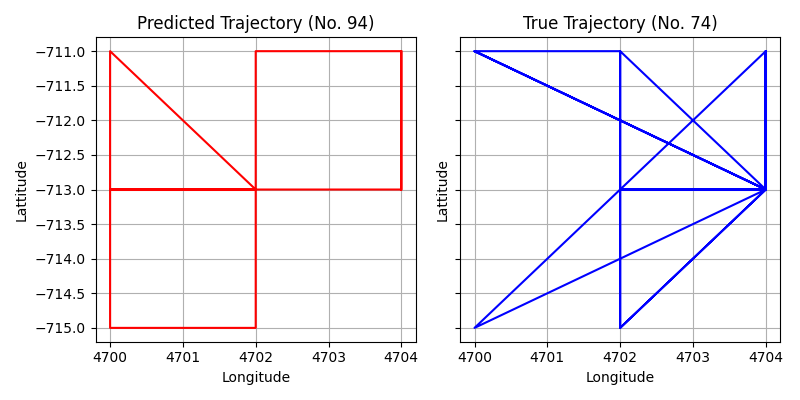 Predicted Trajectory (No. 94)
True Trajectory (No. 74)
−711.0
−711.5
−712.0
−712.5
−713.0
−713.5
−714.0
−714.5
−715.0
Lattitude
Lattitude
4700 4701 4702 4703 4704
4700 4701 4702 4703 4704
Longitude
Longitude